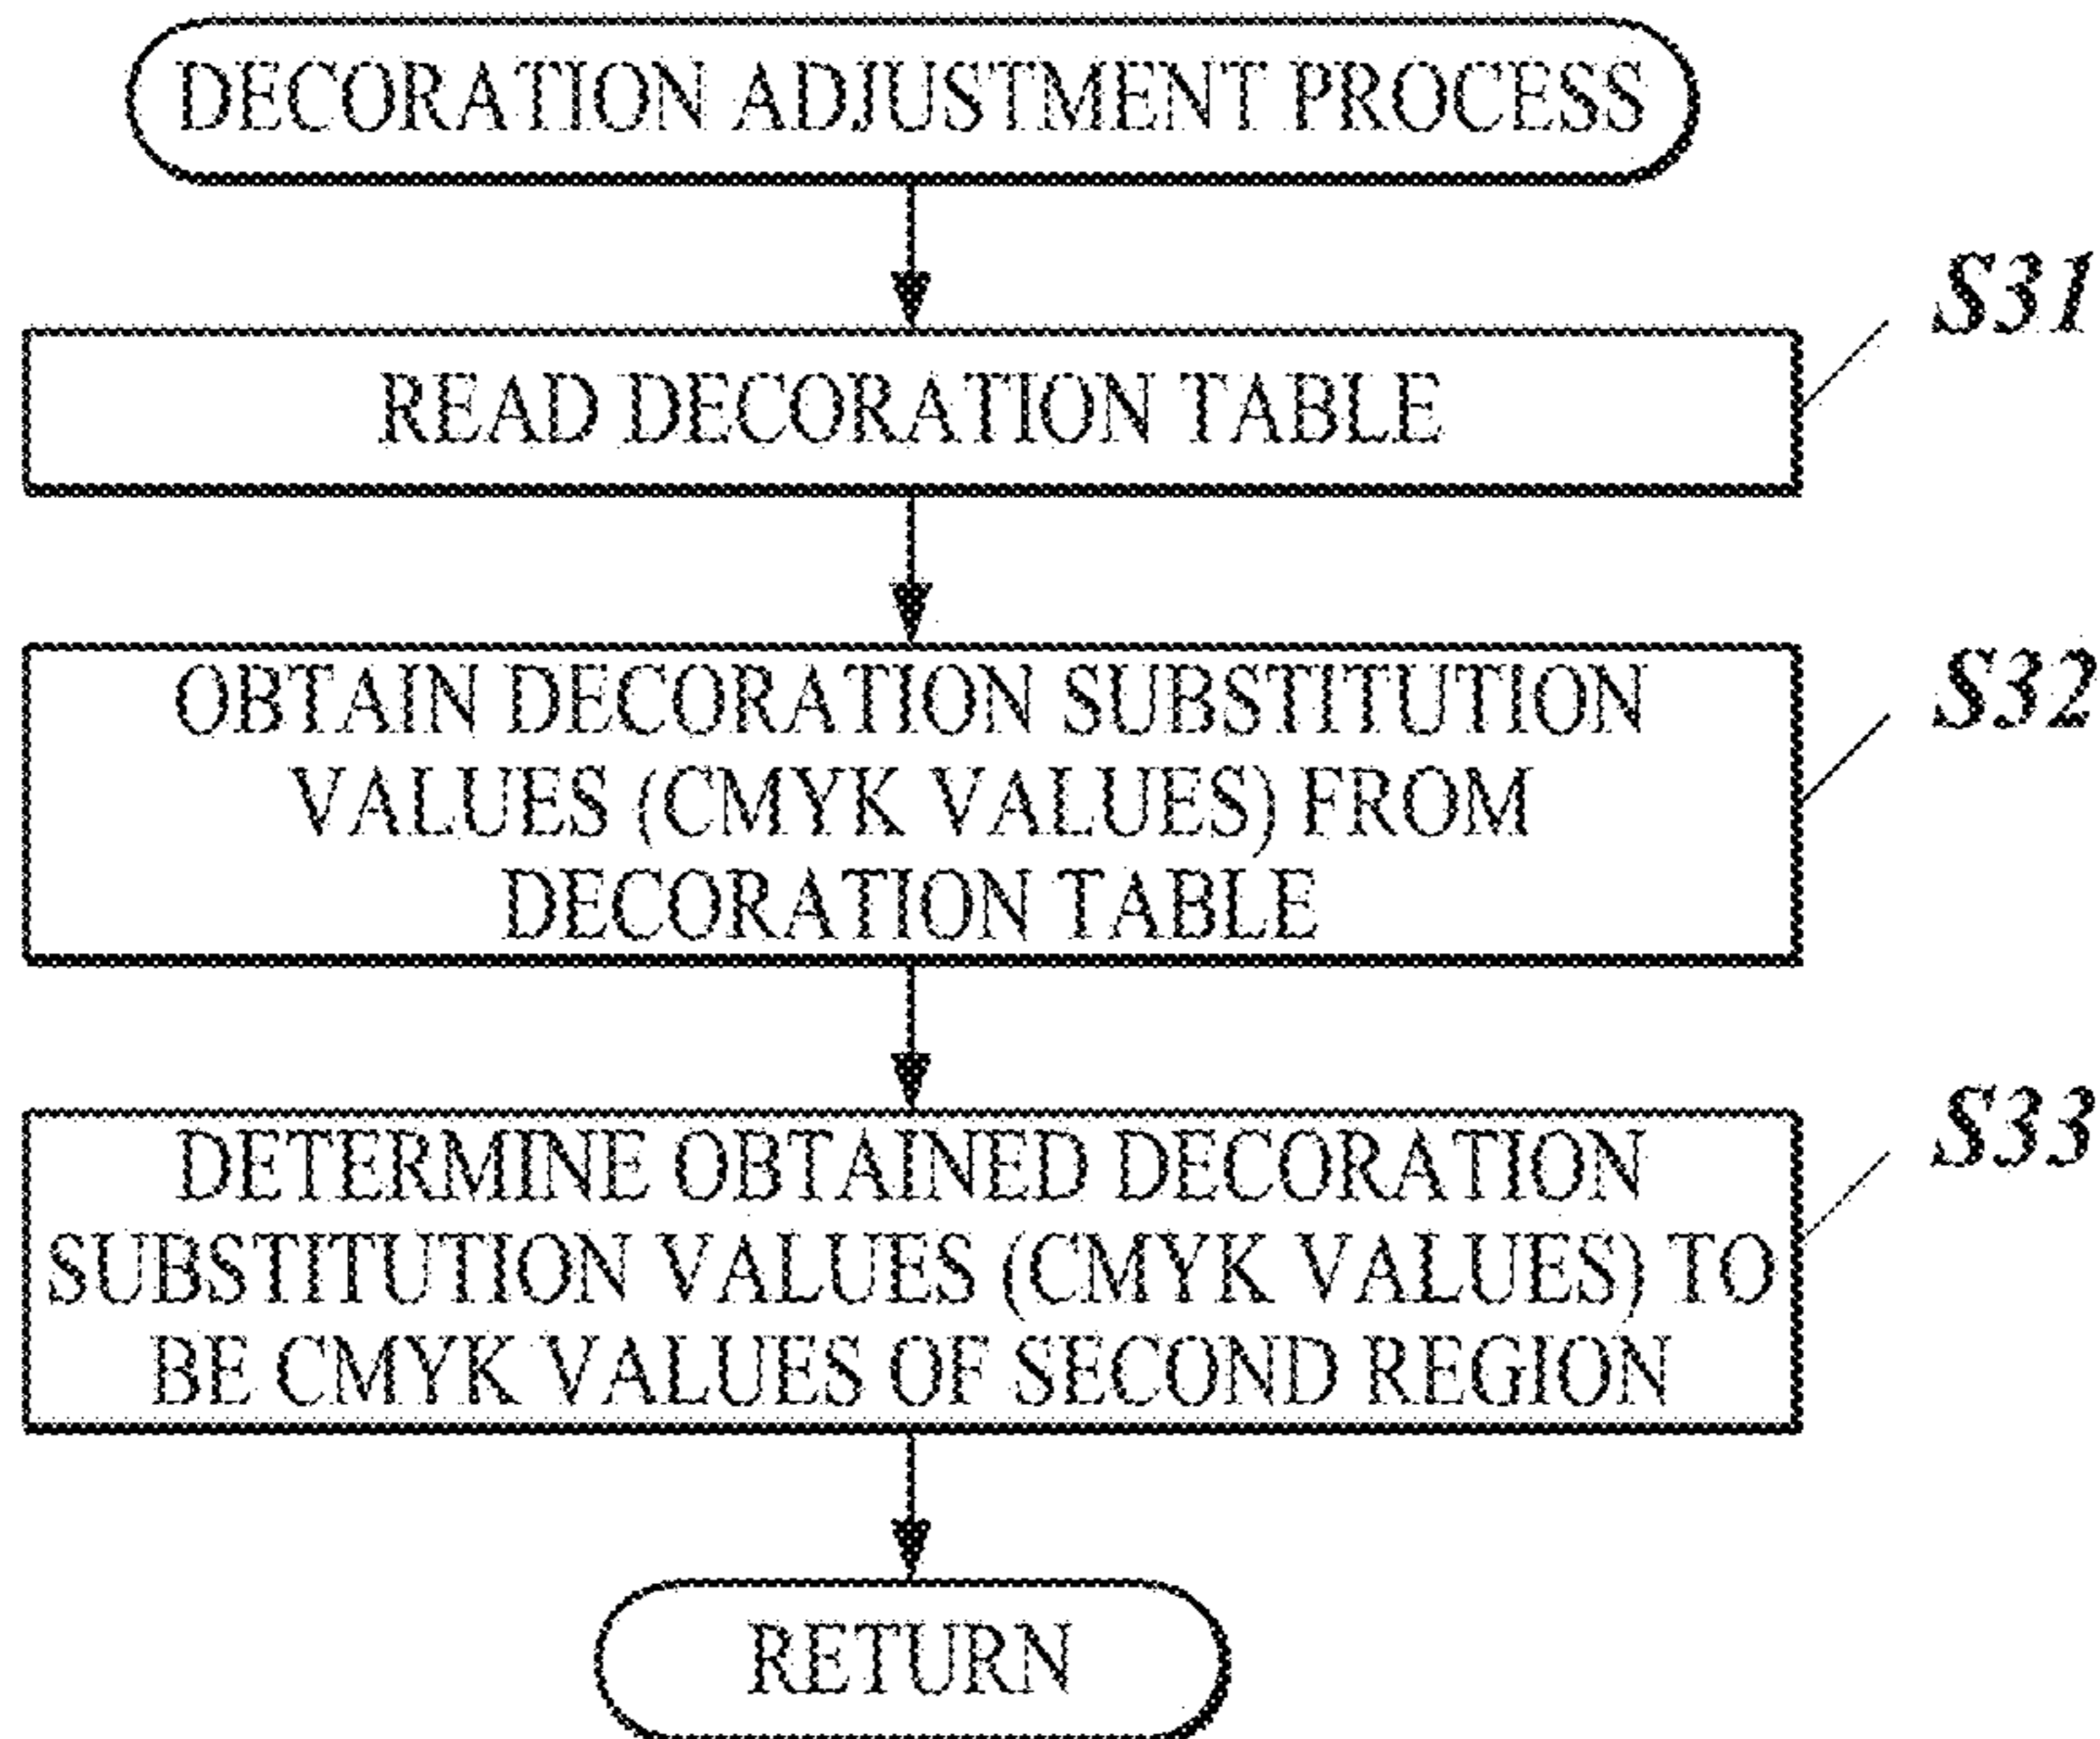 DECORATION ADJUSTMENT PROCESS
S31
READ DECORATION TABLE
S32
OBTAIN DECORATION SUBSTITUTION
VALUES (CMYK VALUES) FROM
DECORATION TABLE
S33
DETERMINE OBTAINED DECORATION
SUBSTITUTION VALUES (CMYK VALUES) TO
BE CMYK VALUES OF SECOND REGION
RETURN